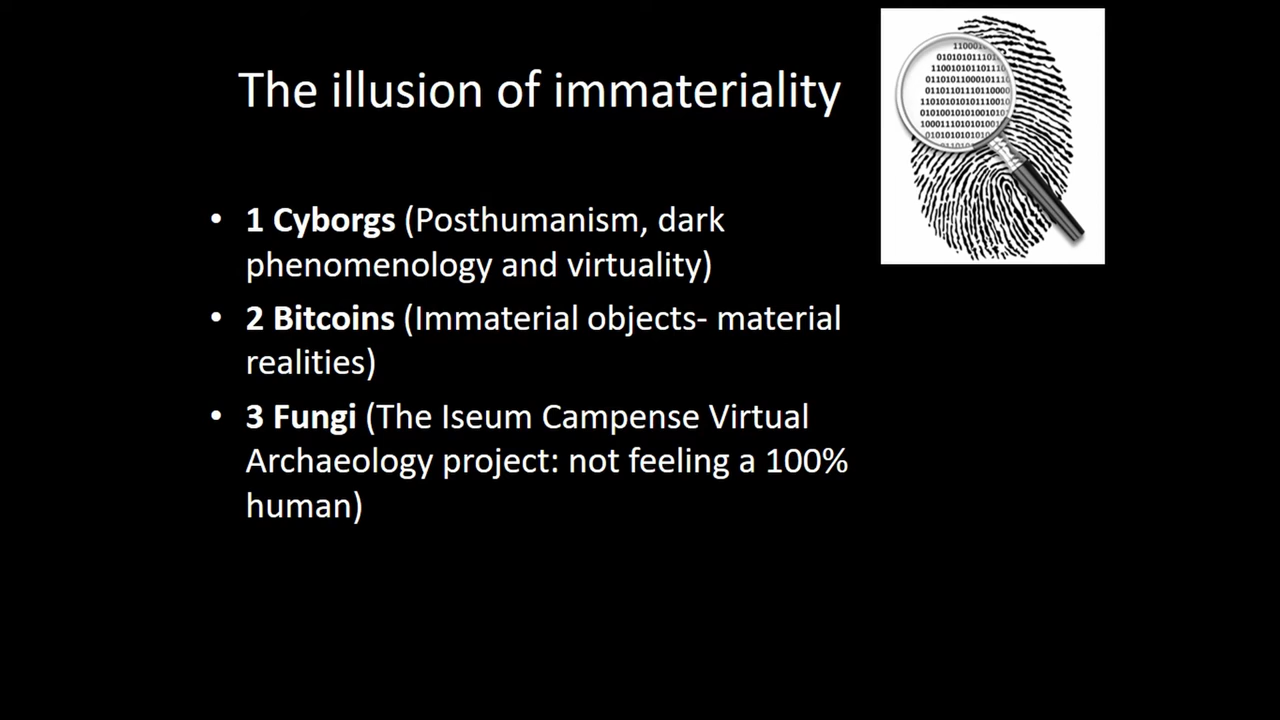 The illusion of immateriality
• 1 Cyborgs (Posthumanism, dark
phenomenology and virtuality)
• 2 Bitcoins (Immaterial objects- material
realities)
• 3 Fungi (The Iseum Campense Virtual
Archaeology project: not feeling a 100%
human)